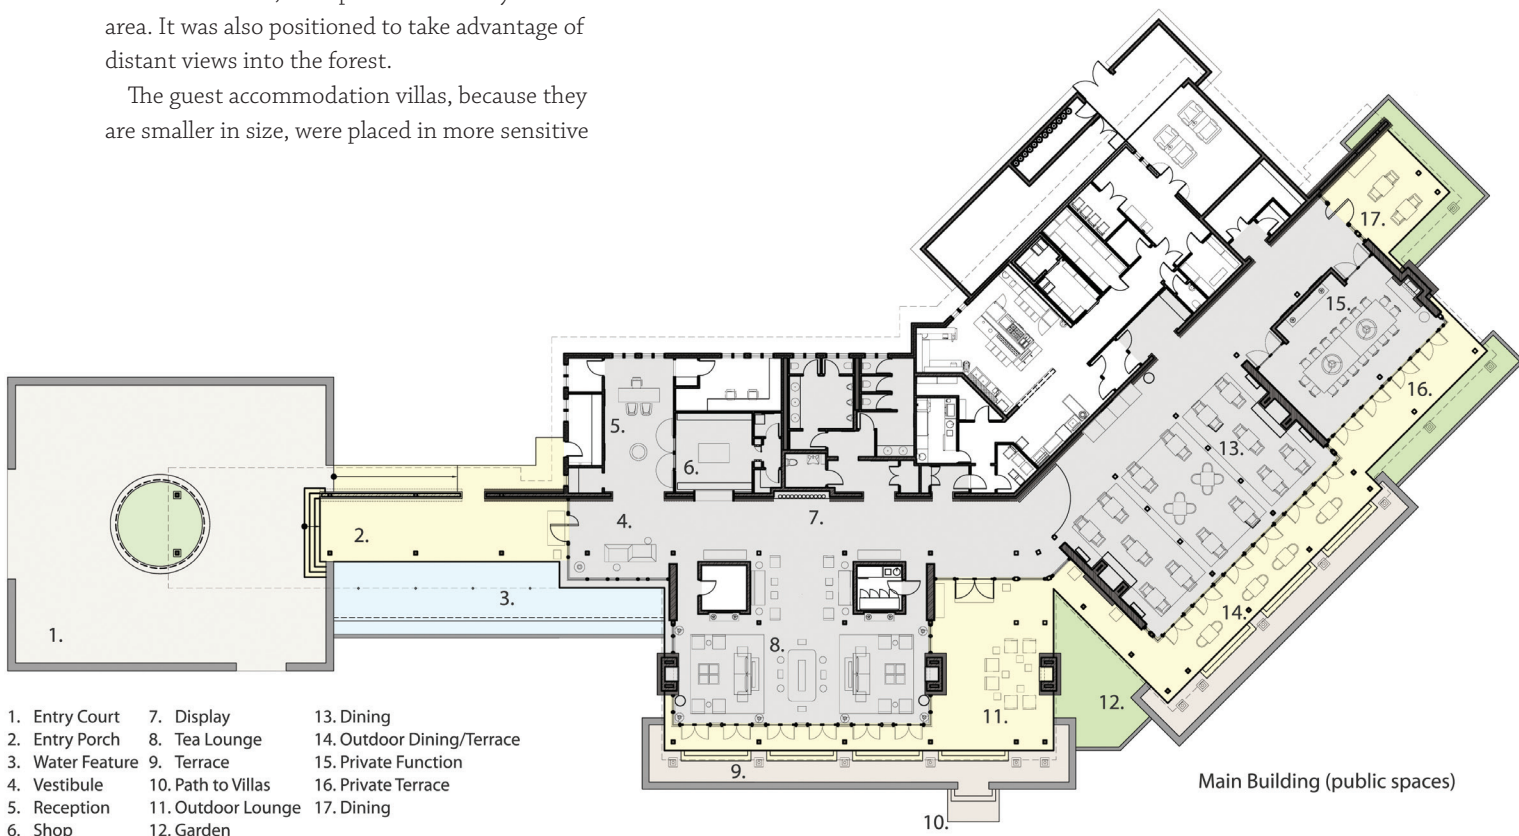 area. It was also positioned to take advantage of
distant views into the forest.
The guest accommodation villas, because they
are smaller in size, were placed in more sensitive
1.
2.
3.
4.
5.
6.
7.
8.
9.
10.
11.
12.
13.
14.
15.
16.
17.
1. Entry Court
2. Entry Porch
3. Water Feature
4. Vestibule
5. Reception
6. Shop
7. Display
8. Tea Lounge
9. Terrace
10. Path to Villas
11. Outdoor Lounge
12. Garden
13. Dining
14. Outdoor Dining/Terrace
15. Private Function
16. Private Terrace
17. Dining
Main Building (public spaces)